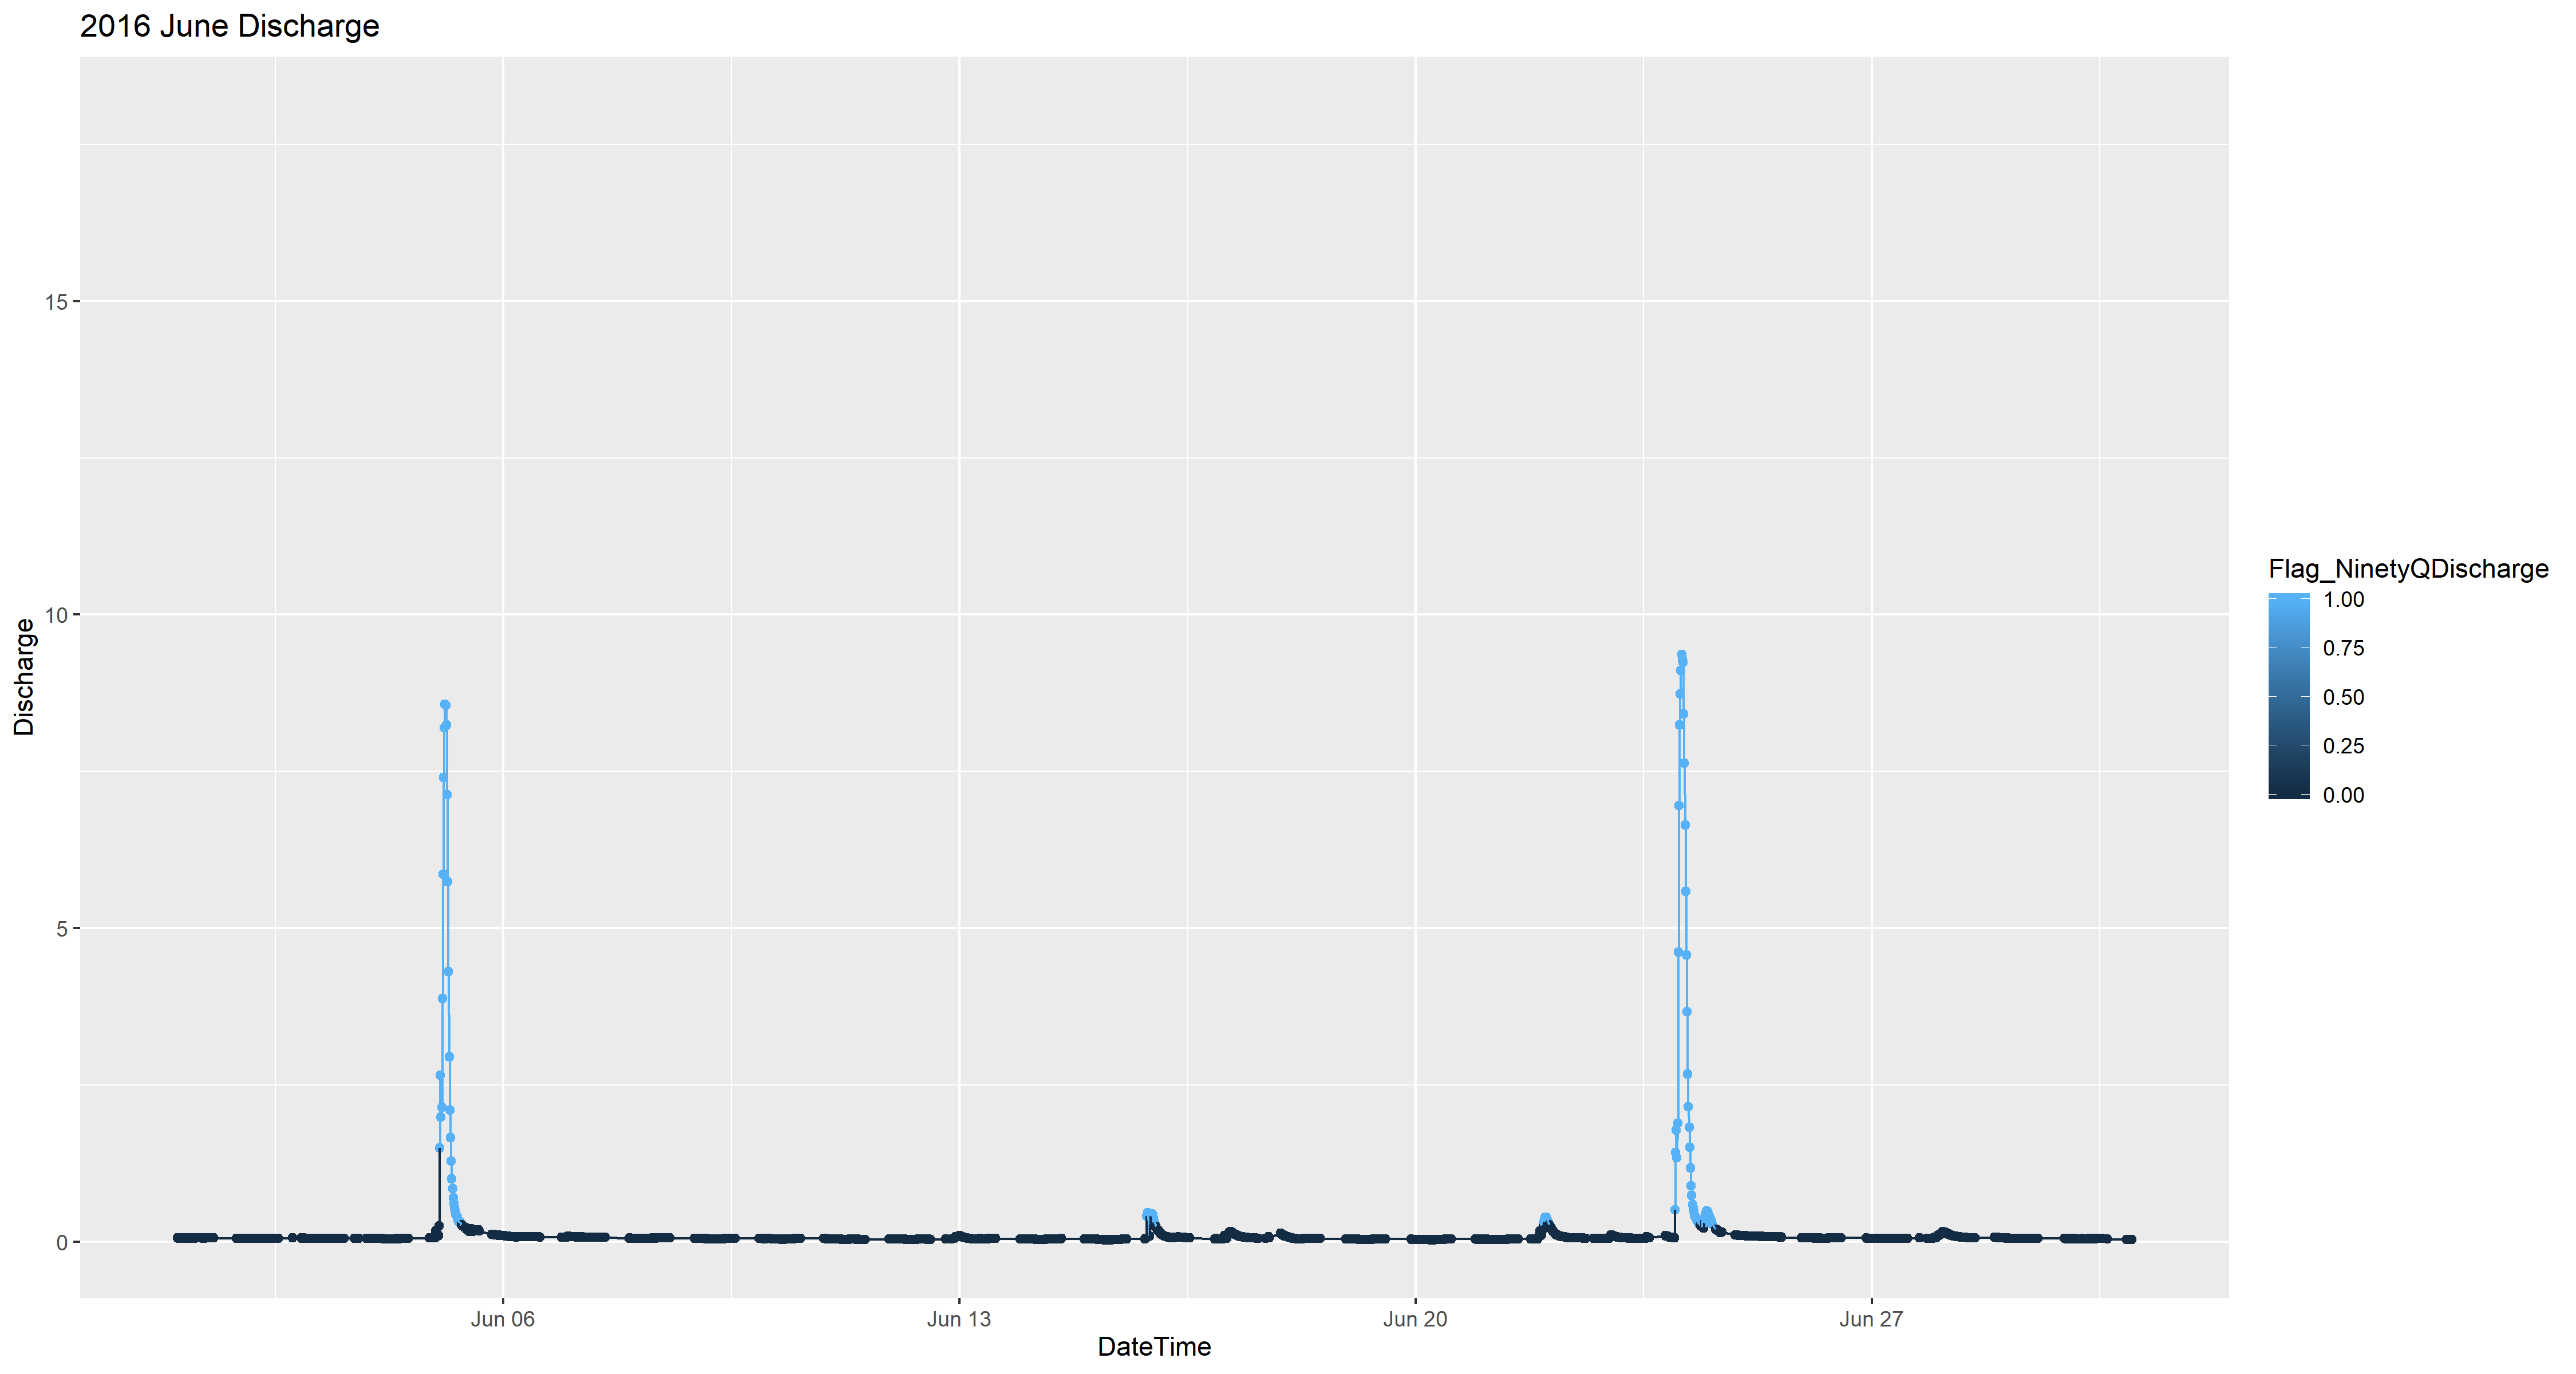 2016 June Discharge
15
10
5
0
Discharge
Jun 06
Jun 13
Jun 20
Jun 27
DateTime
Flag_NinetyQDischarge
1.00
0.75
0.50
0.25
0.00